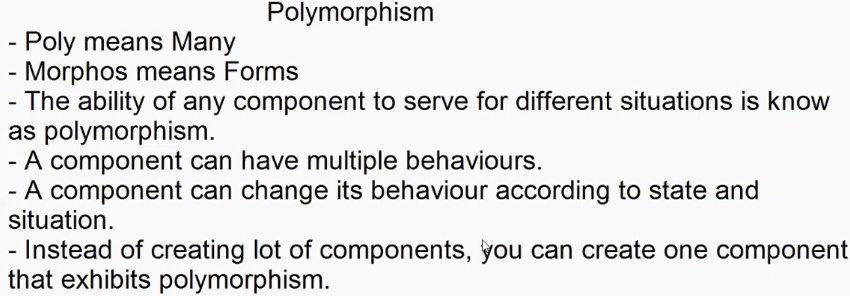 Polymorphism
- Poly means Many
- Morphos means Forms
- The ability of any component to serve for different situations is know
as polymorphism.
- A component can have multiple behaviours.
- A component can change its behaviour according to state and
situation.
- Instead of creating lot of components, you can create one component
that exhibits polymorphism.